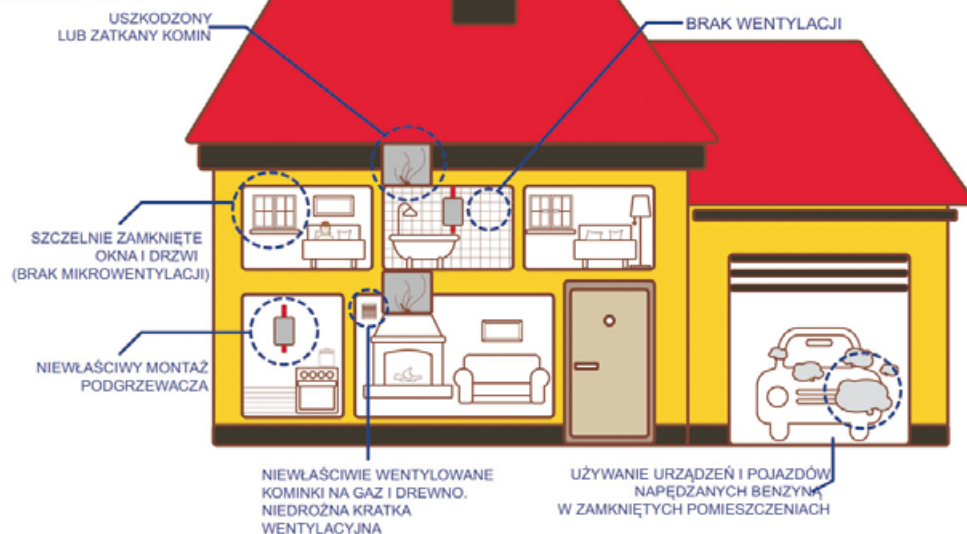 USZKODZONY
LUB ZATKANY KOMIN
BRAK WENTYLACJI
SZCZELNIE ZAMKNIĘTE
OKNA I DRZWI
(BRAK MIKROWENTYLACJI)
NIEWŁAŚCIWY MONTAŻ
PODGRZEWACZA
NIEWŁAŚCIWIE WENTYLOWANE
KOMINKI NA GAZ I DREWNO.
NIEDROŻNA KRATKA
WENTYLACYJNA
UŻYWANIE URZĄDZEŃ I POJAZDÓW
NAPĘDZANYCH BENZYNĄ
W ZAMKNIĘTYCH POMIESZCZENIACH